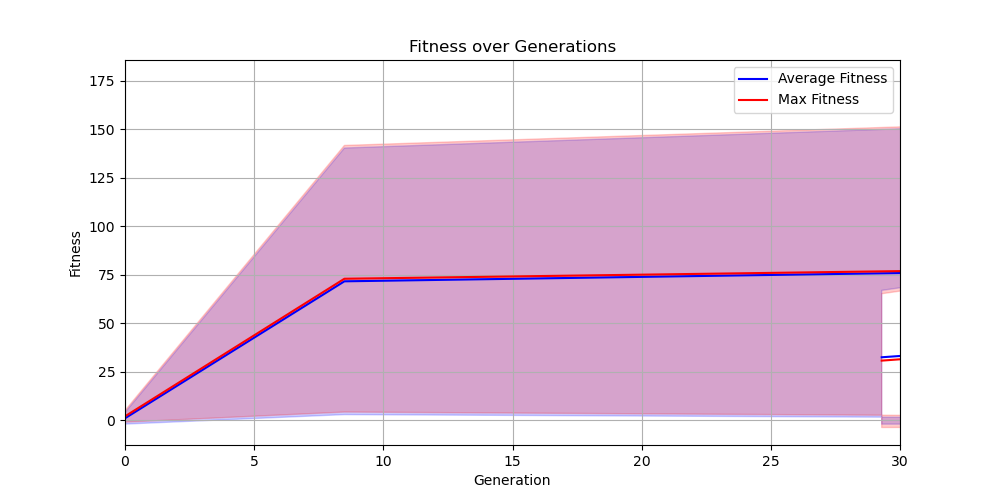 Fitness over Generations
Average Fitness
Max Fitness
175
150
125
100
75
50
25
0
Fitness
0 5 10 15 20 25 30
Generation